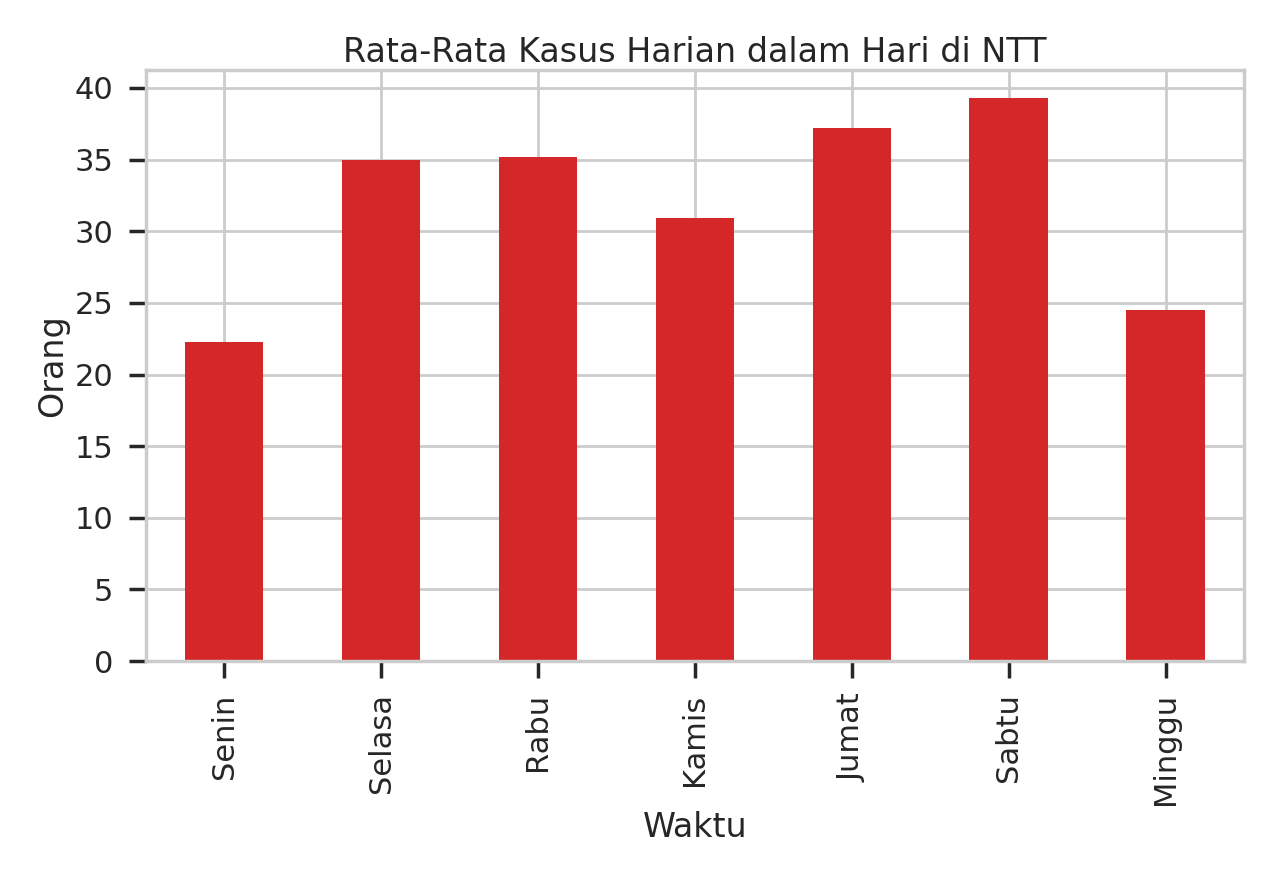 Rata-Rata Kasus Harian dalam Hari di NTT
40
35
30
25
20
15
10
5
0
Orang
Senin
Selasa
Rabu
Kamis
Jumat
Sabtu
Minggu
Waktu